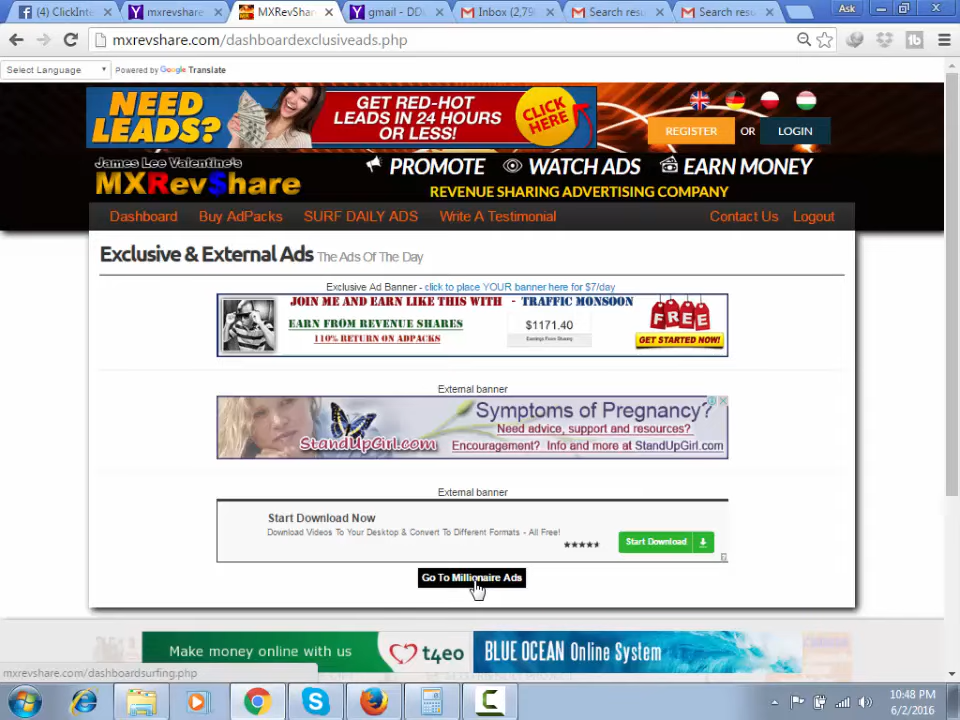 (4) ClickInte
mxrevshare
MXRevSha
gmail - DD
Inbox (2,79
Search resu
Search resu
Ask
mxrevshare.com/dashboardexclusiveads.php
Select Language
Powered by Google Translate
NEED LEADS?
GET RED-HOT LEADS IN 24 HOURS OR LESS!
CLICK HERE
REGISTER OR LOGIN
James Lee Valentine's
MXRevShare
PROMOTE WATCH ADS EARN MONEY
REVENUE SHARING ADVERTISING COMPANY
Dashboard Buy AdPacks SURF DAILY ADS Write A Testimonial Contact Us Logout
Exclusive & External Ads The Ads Of The Day
Exclusive Ad Banner - click to place YOUR banner here for $7/day
JOIN ME AND EARN LIKE THIS WITH - TRAFFIC MONSOON
EARN FROM REVENUE SHARES
110% RETURN ON ADPACKS
$1171.40
Earnings From Sharing
FREE
GET STARTED NOW!
External banner
Symptoms of Pregnancy?
Need advice, support and resources?
Encouragement? Info and more at StandUpGirl.com
StandUpGirl.com
External banner
Start Download Now
Download Videos To Your Desktop & Convert To Different Formats - All Free!
Start Download
Go To Millionaire Ads
Make money online with us
t4eo
BLUE OCEAN Online System
mxrevshare.com/dashboardsurfing.php
10:48 PM
6/2/2016